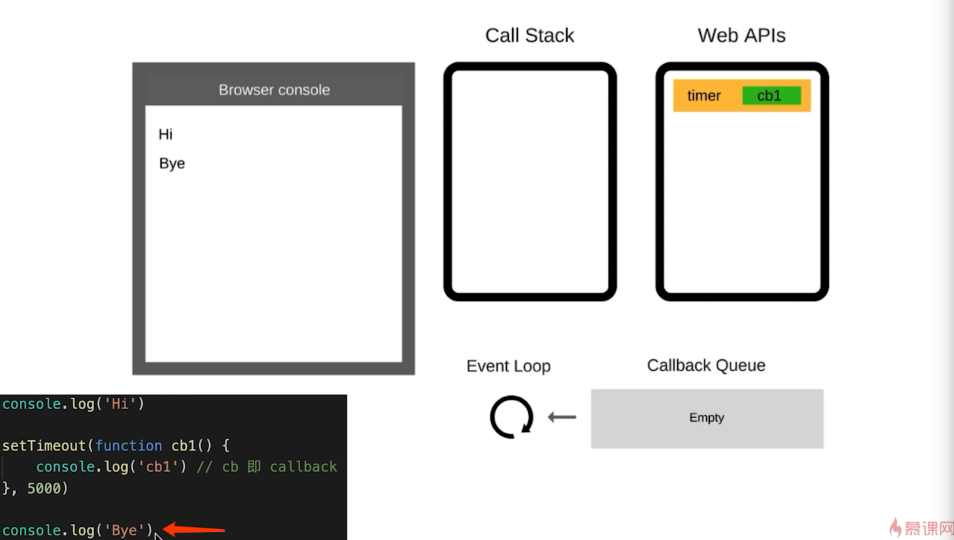 Call Stack
Web APIs
Browser console
timer
cb1
Hi
Bye
Event Loop
Callback Queue
Empty
console.log('Hi')
setTimeout(function cb1() {
console.log('cb1') // cb 即 callback
}, 5000)
console.log('Bye')
慕课网